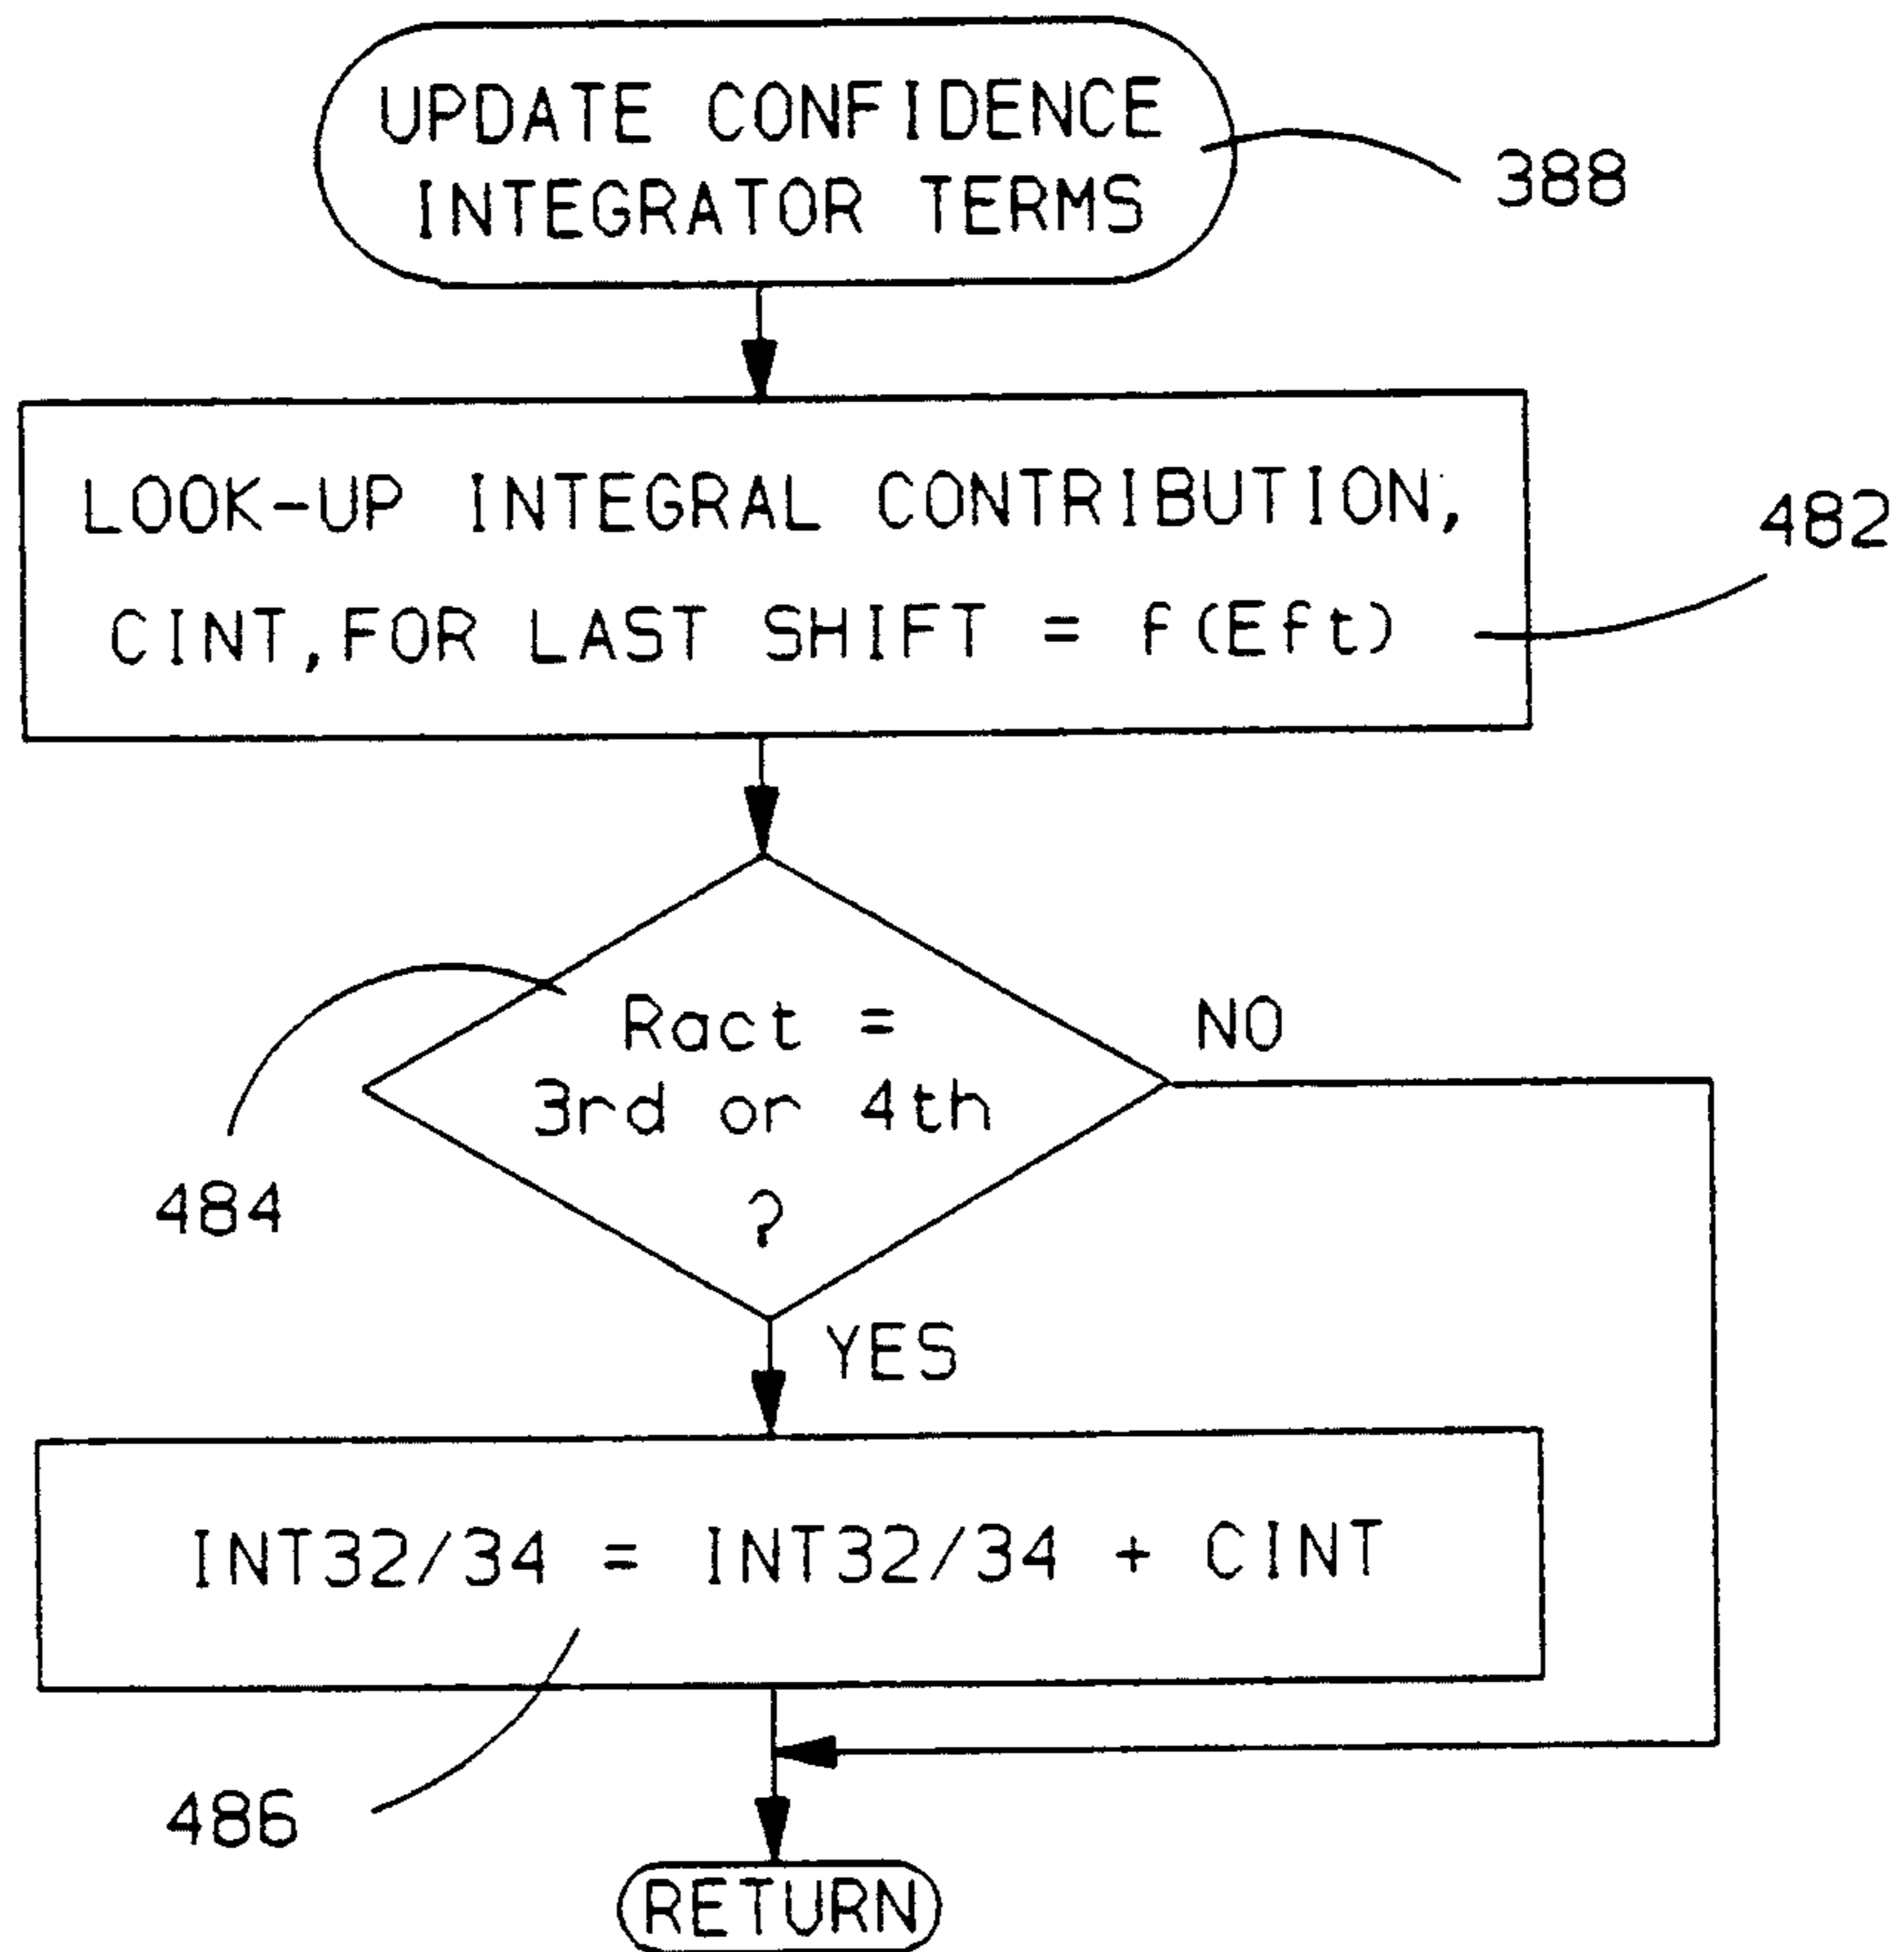 UPDATE CONFIDENCE
INTEGRATOR TERMS
388
LOOK-UP INTEGRAL CONTRIBUTION,
CINT,FOR LAST SHIFT = f(Eft)
482
Ract =
3rd or 4th
?
NO
484
YES
INT32/34 = INT32/34 + CINT
486
RETURN